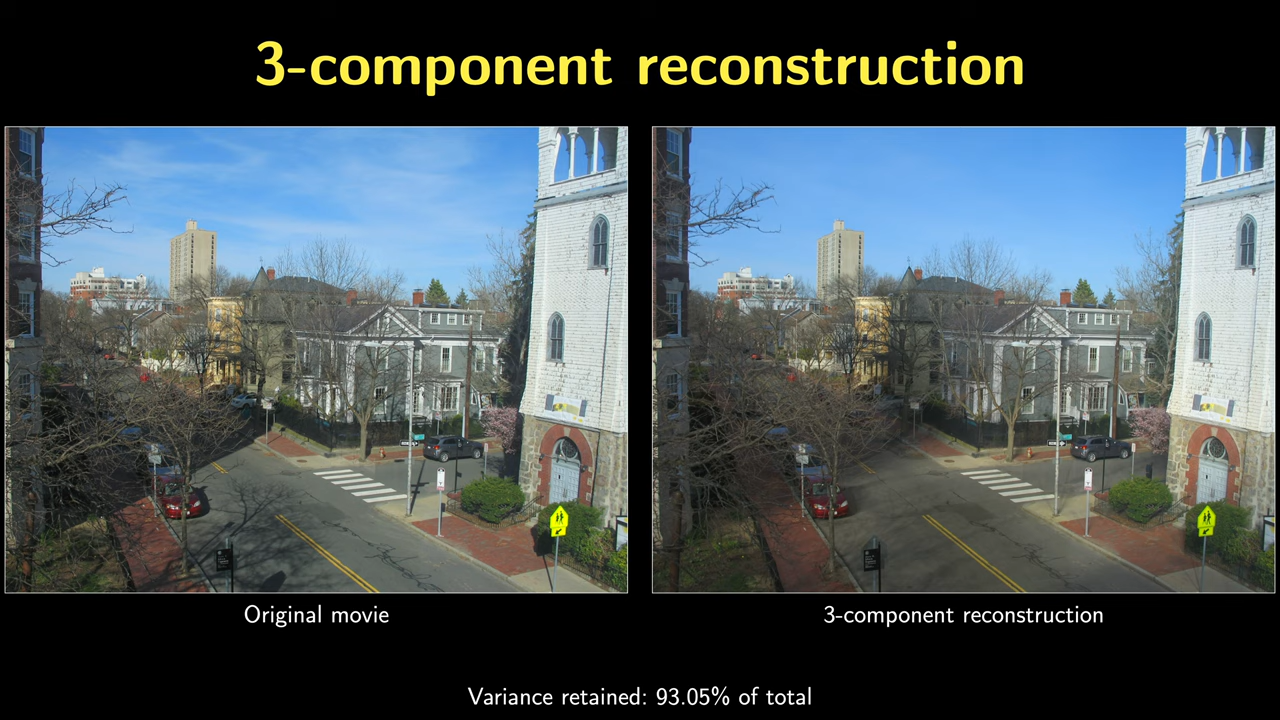 3-component reconstruction
Original movie
3-component reconstruction
Variance retained: 93.05% of total